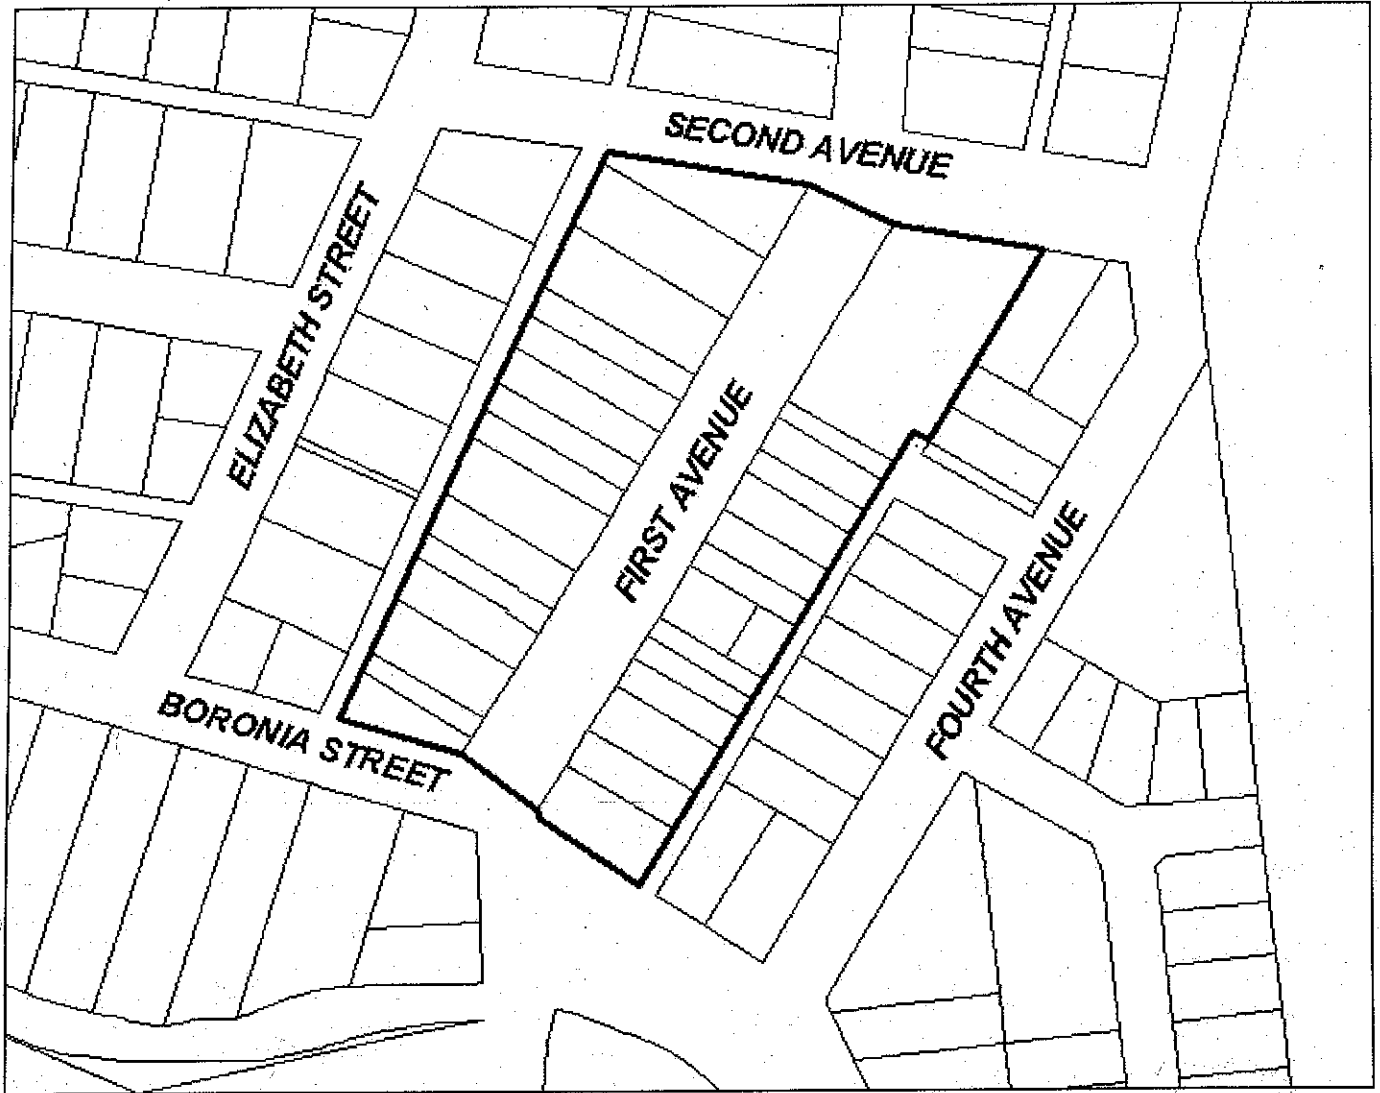 SECOND AVENUE
ELIZABETH STREET
FIRST AVENUE
FOURTH AVENUE
BORONIA STREET